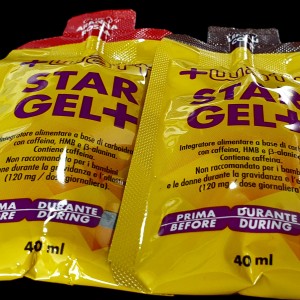 STAR
GEL+
Integratore alimentare a base di carboidra
con caffeina, HMB e β-alanina.
Contiene caffeina.
Non raccomandato per i bambini
e le donne durante la gravidanza e l'allatta
(120 mg / dose giornaliera)
PRIMA
BEFORE
DURANTE
DURING
40 ml
STAR
GEL+
Integratore alimentare a base di carboidrati
con caffeina, HMB e β-alanina.
Contiene caffeina.
Non raccomandato per i bambini
e le donne durante la gravidanza e l'allatta
(120 mg / dose giornaliera)
PRIMA
BEFORE
DURANTE
DURING
40 ml